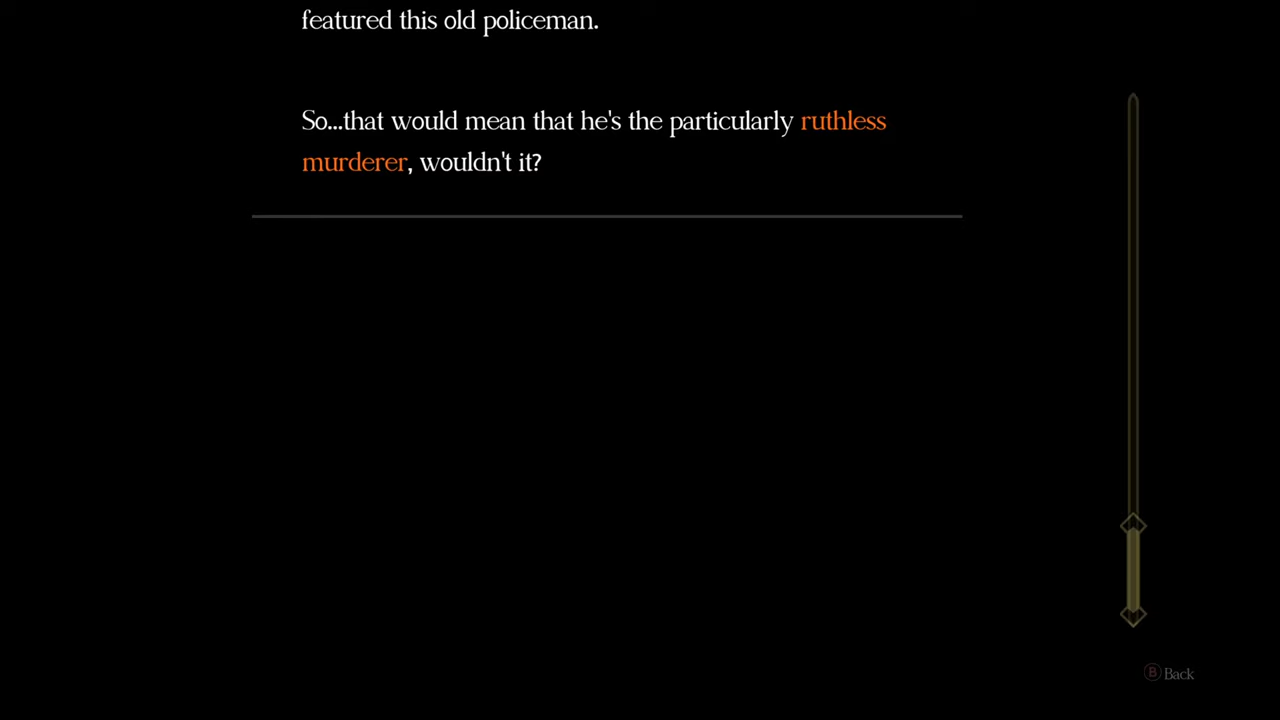 featured this old policeman.
So...that would mean that he's the particularly ruthless
murderer, wouldn't it?
B Back